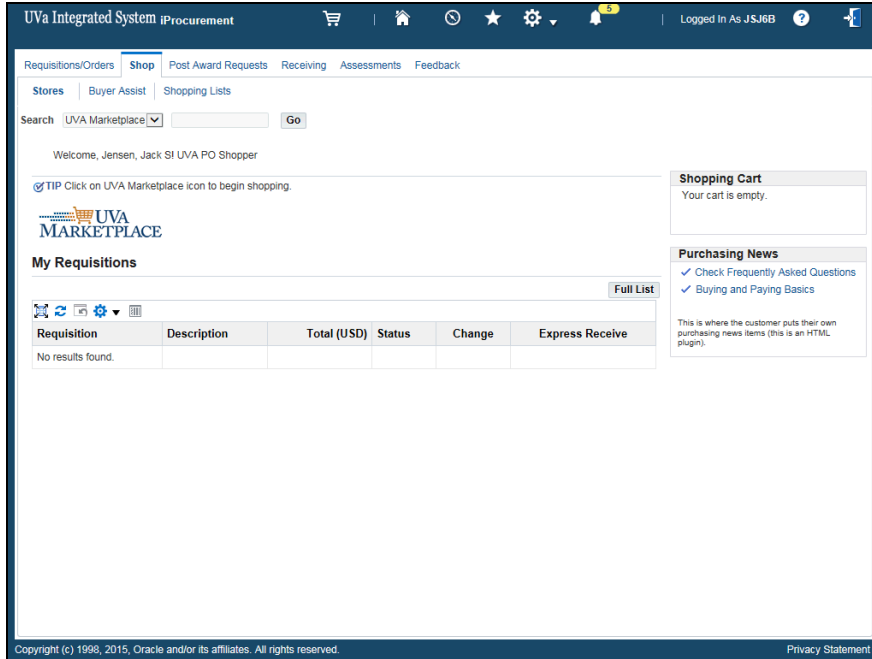 UVa Integrated System iProcurement
5
Logged In As JSJ6B
?
Requisitions/Orders Shop Post Award Requests Receiving Assessments Feedback
Stores Buyer Assist Shopping Lists
Search UVA Marketplace Go
Welcome, Jensen, Jack S! UVA PO Shopper
TIP Click on UVA Marketplace icon to begin shopping.
UVA
MARKETPLACE
Shopping Cart
Your cart is empty.
My Requisitions
Full List
Requisition Description Total (USD) Status Change Express Receive
No results found.
Purchasing News
Check Frequently Asked Questions
Buying and Paying Basics
This is where the customer puts their own
purchasing news items (this is an HTML
plugin).
Copyright (c) 1998, 2015, Oracle and/or its affiliates. All rights reserved.
Privacy Statement